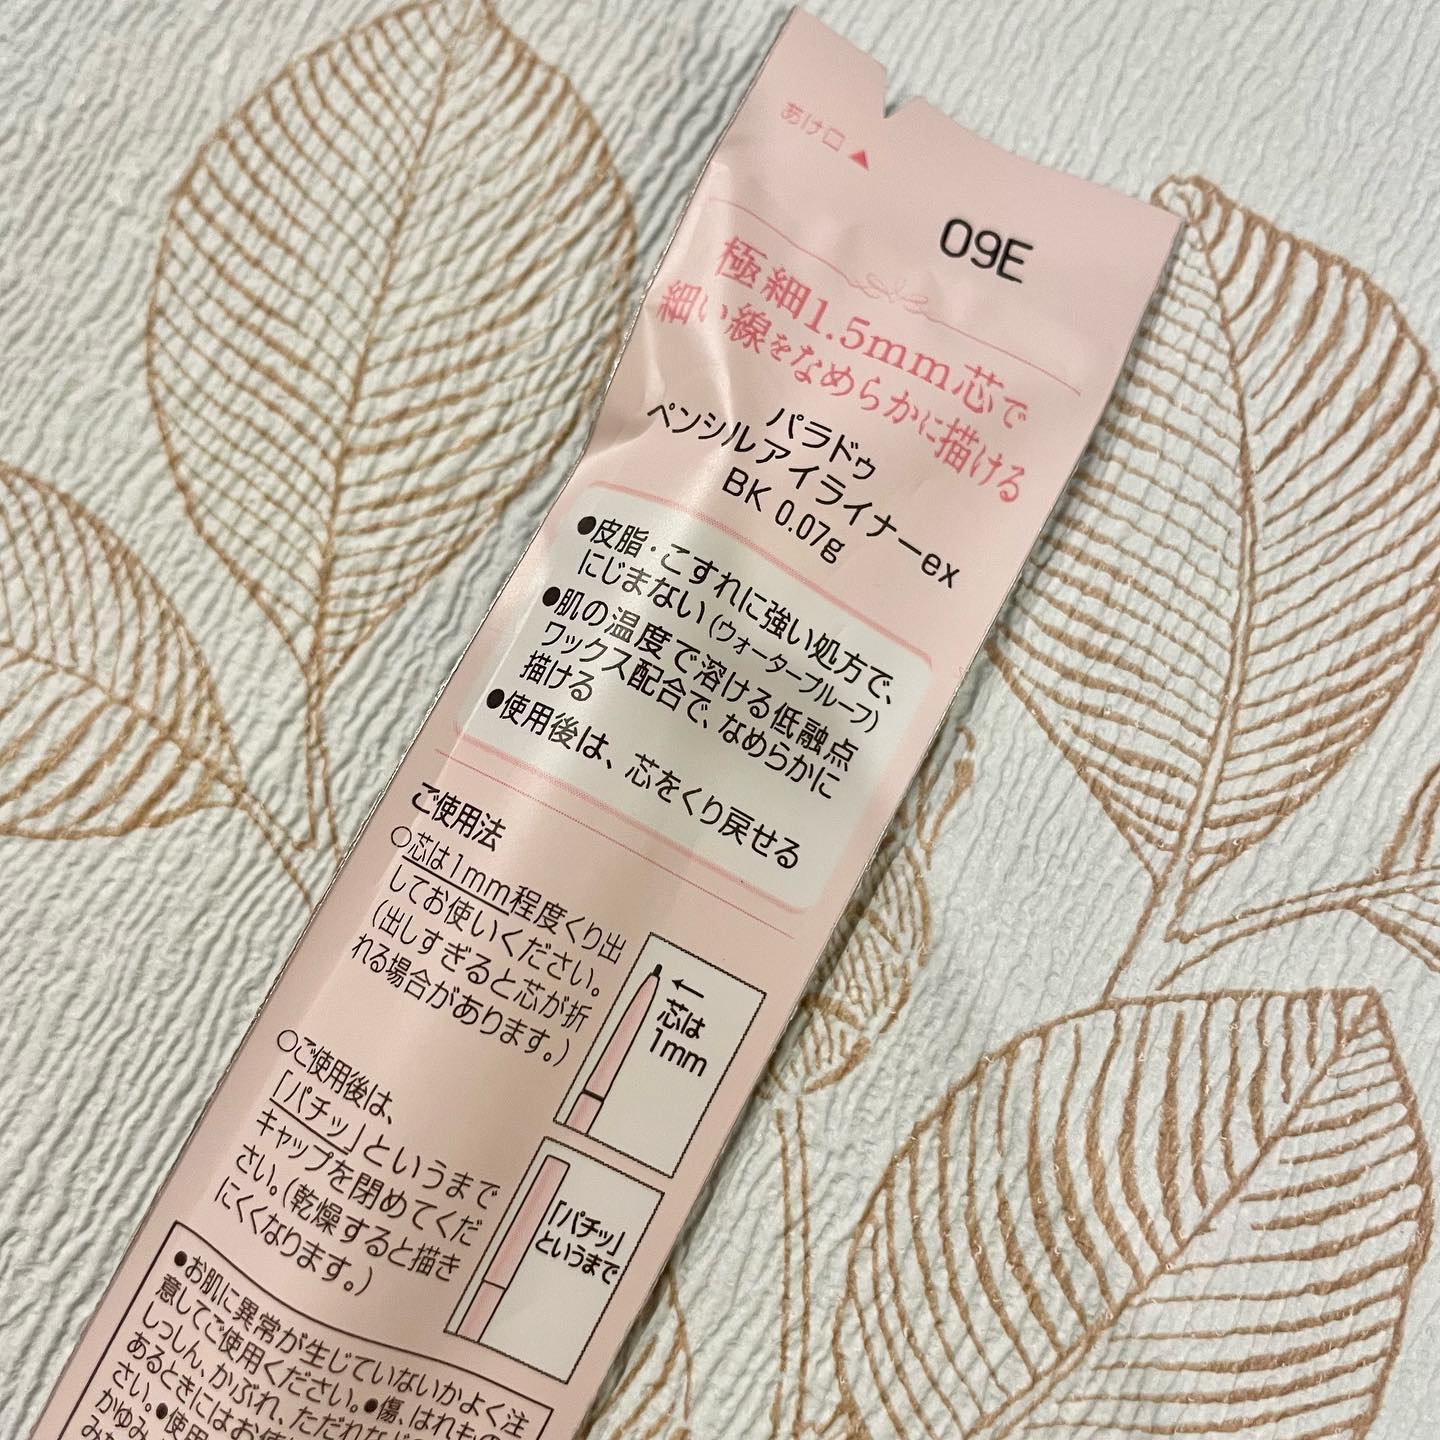 あけ口▲
09E
極細1.5mm芯で
細い線をなめらかに描ける
パラドゥ
ペンシルアイライナーex
BK 0.07g
●皮脂・こすれに強い処方で、
にじまない(ウォータープルーフ)
●肌の温度で溶ける低融点
ワックス配合で、なめらかに
描ける
●使用後は、芯をくり戻せる
ご使用法
○芯は1mm程度くり出
してお使いください。
(出しすぎると芯が折
れる場合があります。)
←
芯は
1mm
○ご使用後は、
「パチッ」というまで
キャップを閉めてくだ
さい。(乾燥すると描き
にくくなります。)
「パチッ」
というまで
●お肌に異常が生じていないかよく注
意してご使用ください。●傷、はれもの、
しっしん、かぶれ、ただれなど
あるときにはお使い
さい。●使用
かゆみ